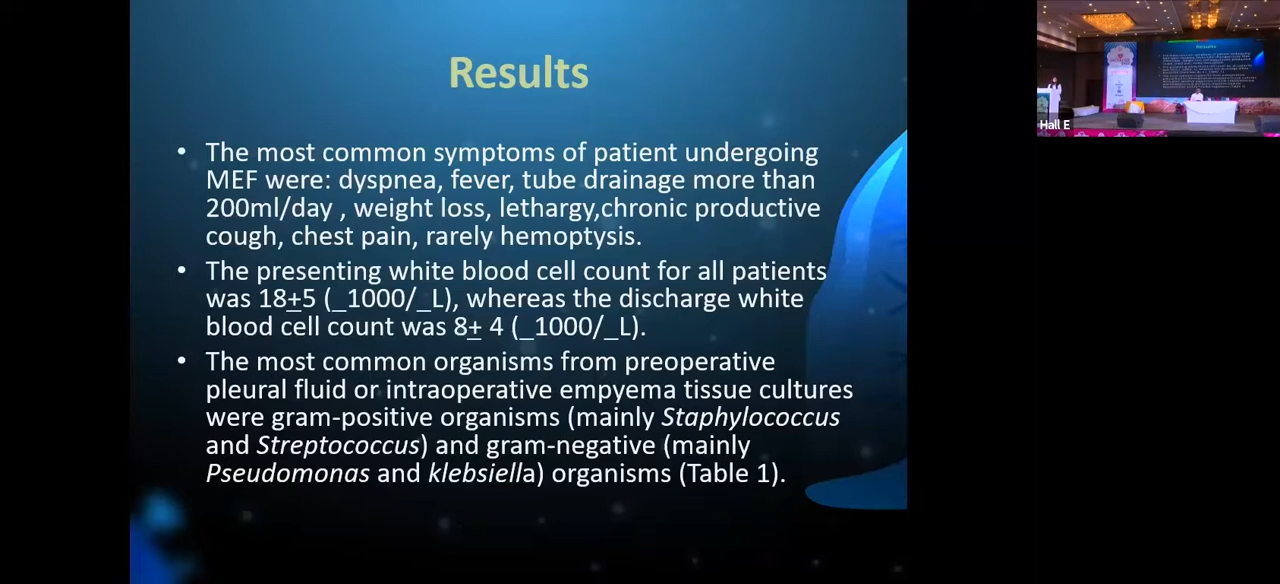 Results
• The most common symptoms of patient undergoing
MEF were: dyspnea, fever, tube drainage more than
200ml/day , weight loss, lethargy,chronic productive
cough, chest pain, rarely hemoptysis.
• The presenting white blood cell count for all patients
was 18+5 (_1000/_L), whereas the discharge white
blood cell count was 8+ 4 (_1000/_L).
• The most common organisms from preoperative
pleural fluid or intraoperative empyema tissue cultures
were gram-positive organisms (mainly Staphylococcus
and Streptococcus) and gram-negative (mainly
Pseudomonas and klebsiella) organisms (Table 1).
Results
Hall E